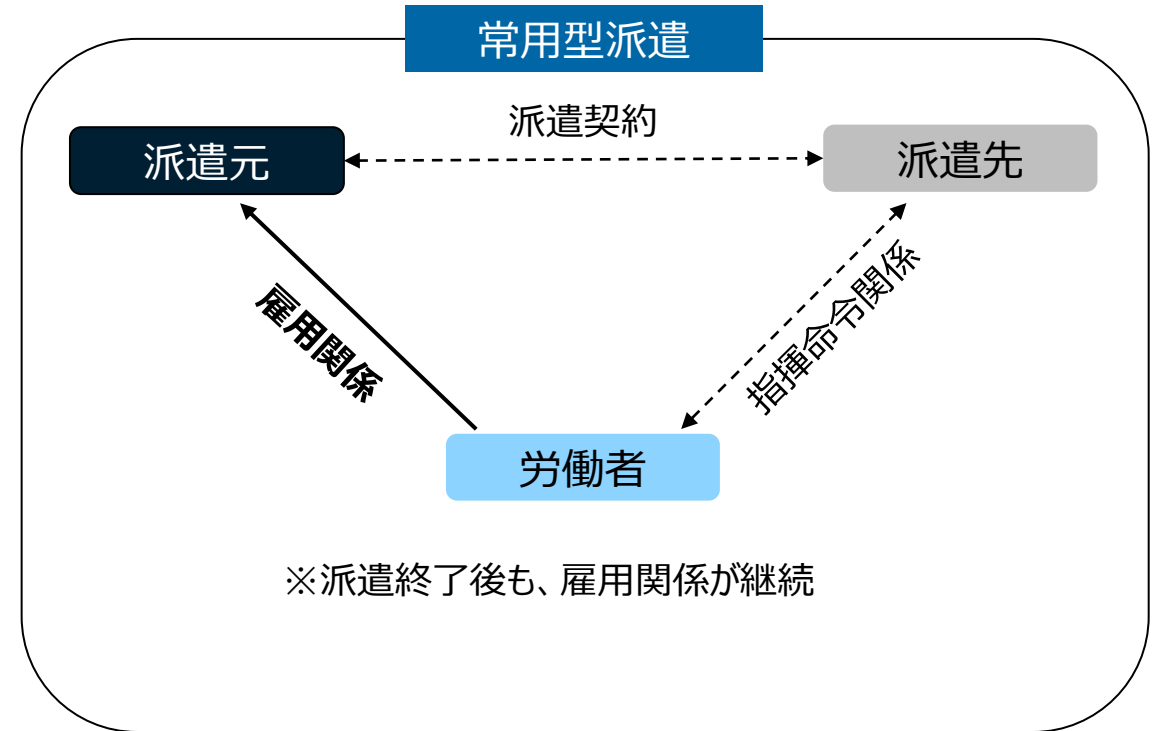 常用型派遣
派遣契約
派遣元
派遣先
雇用関係
指揮命令関係
労働者
※派遣終了後も、雇用関係が継続